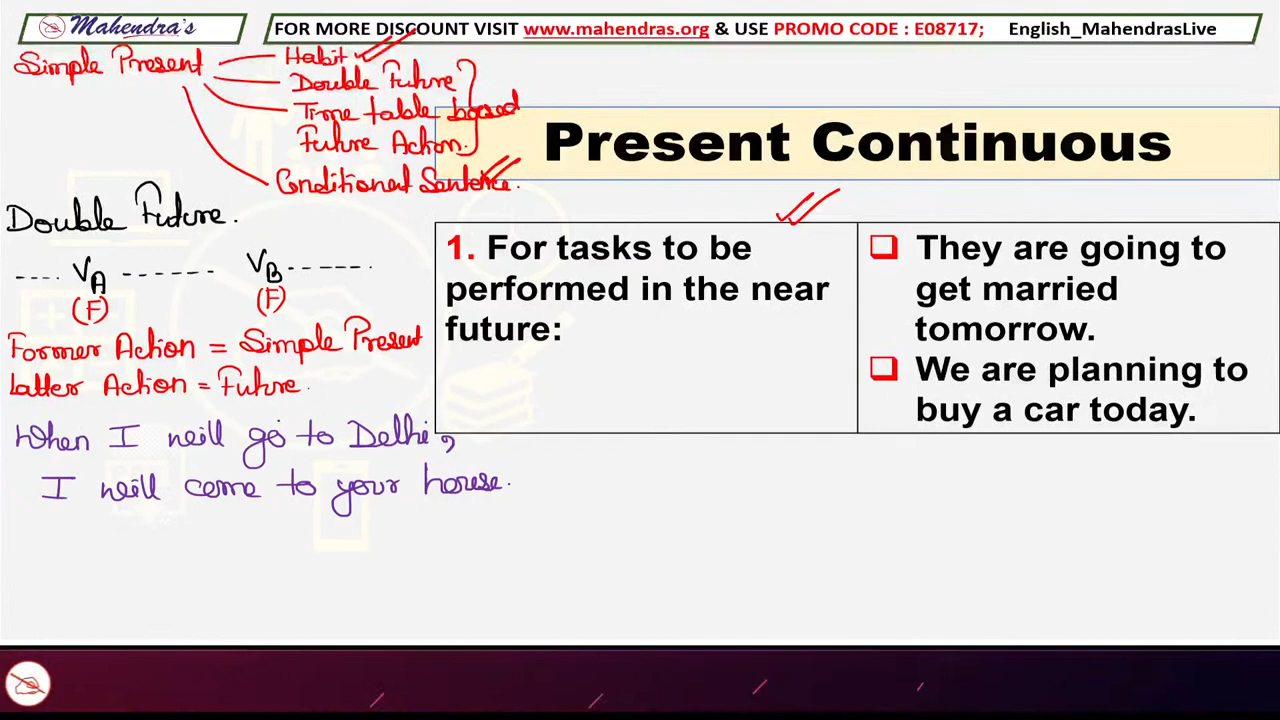 Mahendra's
FOR MORE DISCOUNT VISIT www.mahendras.org & USE PROMO CODE : E08717; English_MahendrasLive
Simple Present
Habit
Double Future
Time table based
Future Action.
Conditional Sentence.
Present Continuous
Double Future.
VA VB
(F) (F)
Former Action = Simple Present
Latter Action = Future.
When I will go to Delhi,
I will come to your house.
1. For tasks to be
performed in the near
future:
They are going to
get married
tomorrow.
We are planning to
buy a car today.